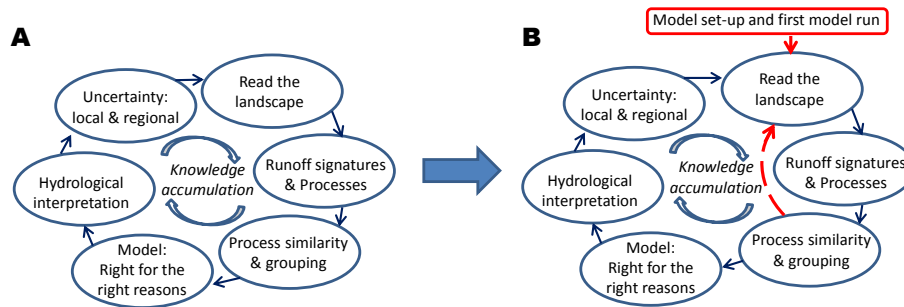 A
Uncertainty:
local & regional
Read the
landscape
Runoff signatures
& Processes
Process similarity
& grouping
Model:
Right for the
right reasons
Hydrological
interpretation
Knowledge
accumulation
B
Model set-up and first model run
Uncertainty:
local & regional
Read the
landscape
Runoff signatures
& Processes
Process similarity
& grouping
Model:
Right for the
right reasons
Hydrological
interpretation
Knowledge
accumulation